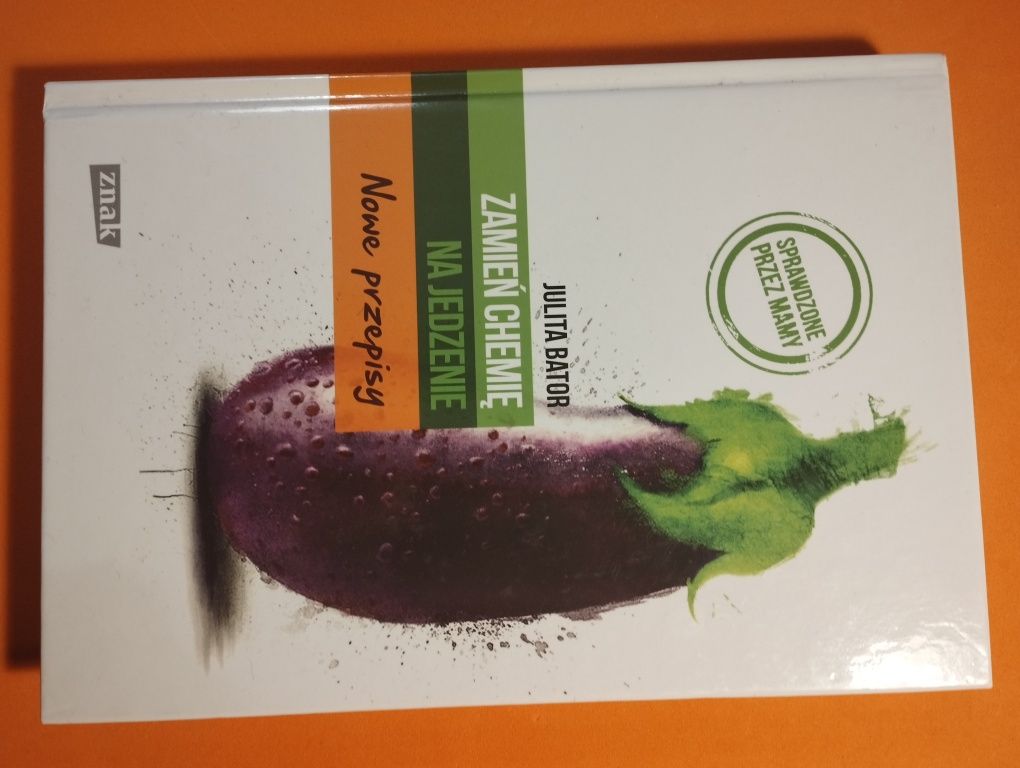 SPRAWDZONE
PRZEZ MAMY
JULITA BATOR
ZAMIEŃ CHEMIĘ
NA JEDZENIE
Nowe przepisy
znak